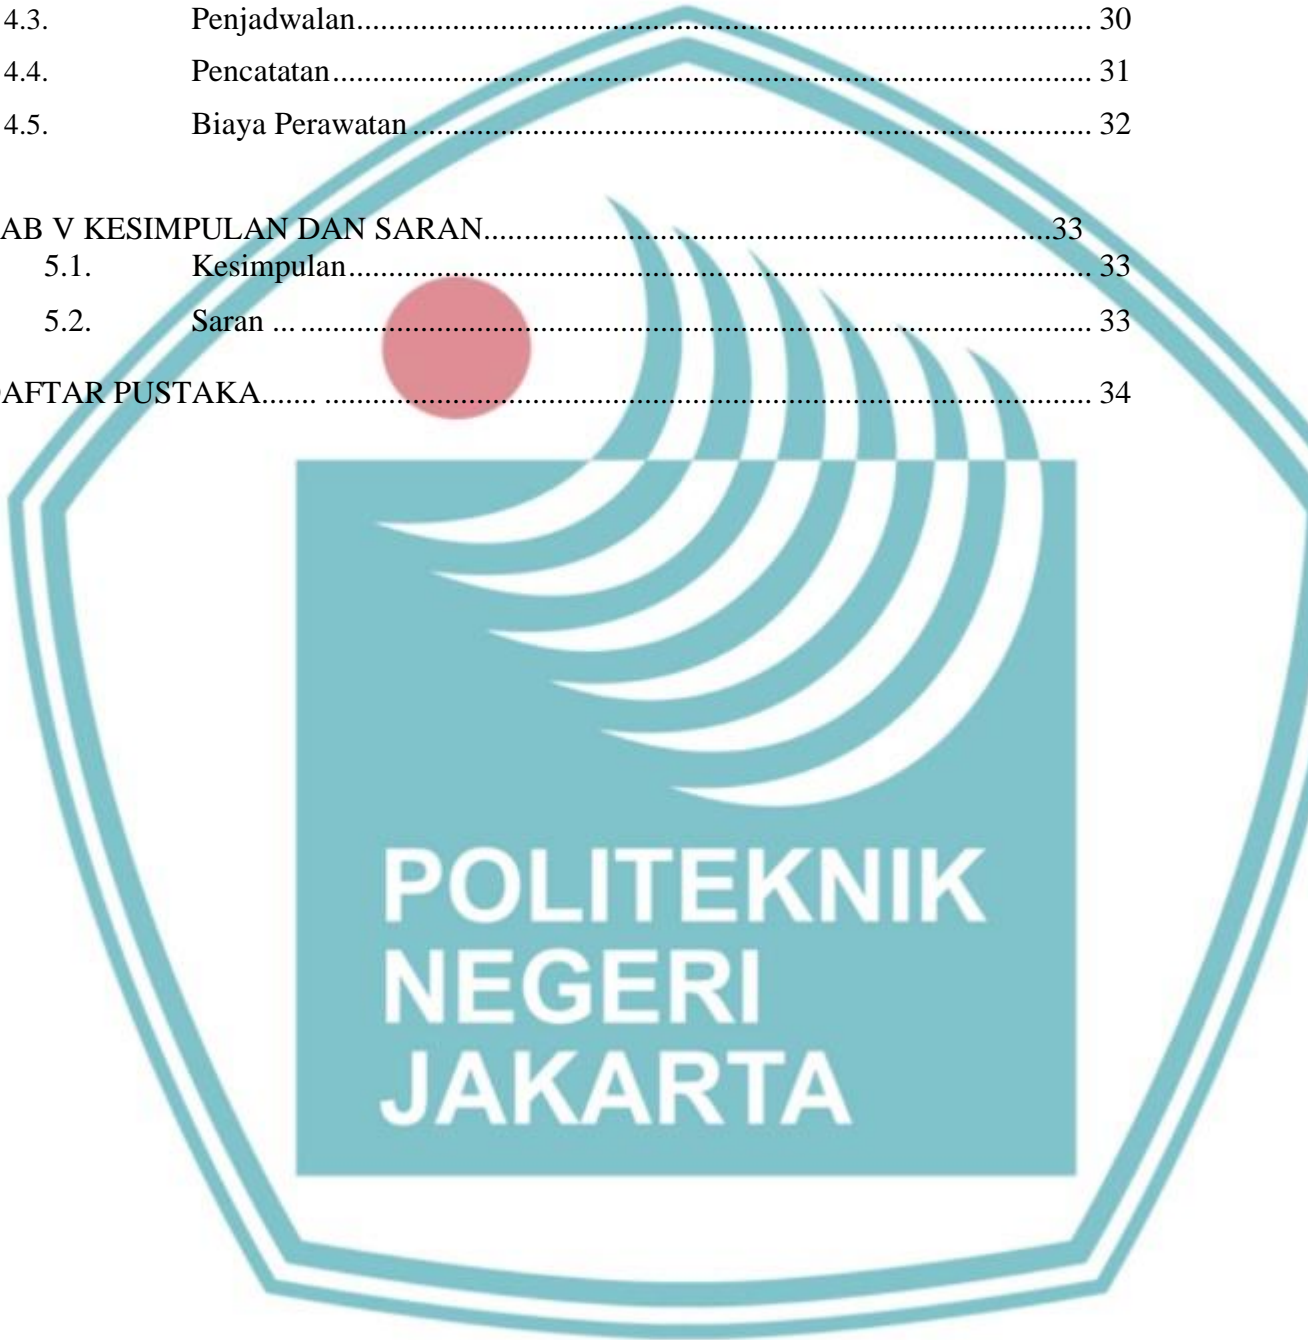 4.3. Penjadwalan........................................................................................... 30
4.4. Pencatatan.............................................................................................. 31
4.5. Biaya Perawatan.................................................................................... 32
AB V KESIMPULAN DAN SARAN......................................................................33
5.1. Kesimpulan............................................................................................ 33
5.2. Saran ... .................................................................................................. 33
DAFTAR PUSTAKA....... ............................................................................................... 34
POLITEKNIK
NEGERI
JAKARTA